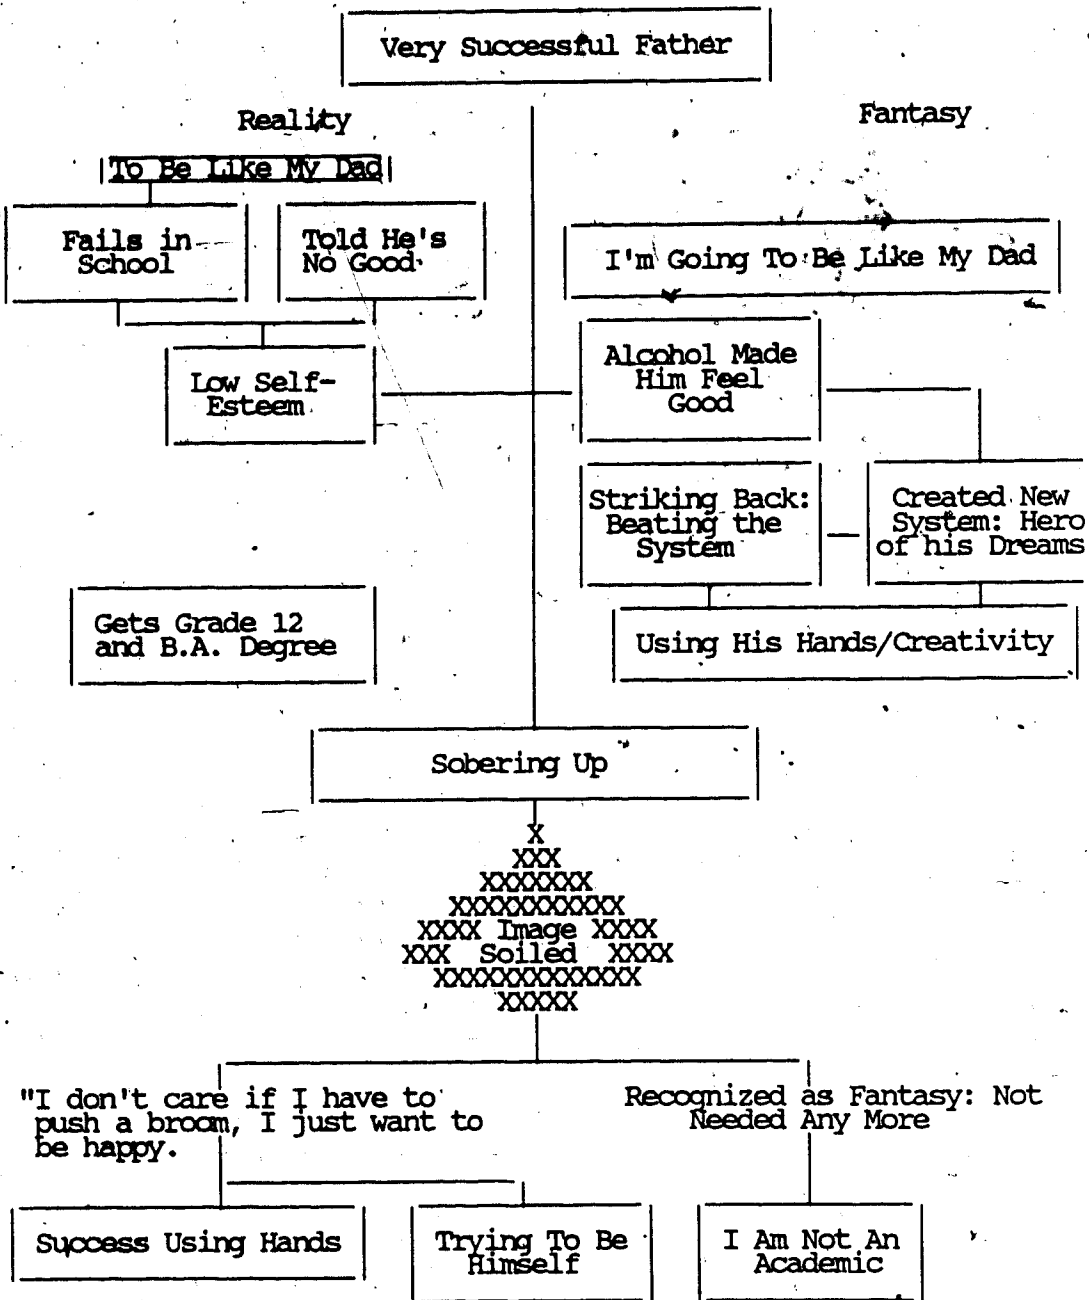 Very Successful Father
Reality
Fantasy
To Be Like My Dad
Fails in
School
Told He's
No Good
I'm Going To Be Like My Dad
Low Self-
Esteem
Alcohol Made
Him Feel
Good
Striking Back:
Beating the
System
Created New
System: Hero
of his Dreams
Gets Grade 12
and B.A. Degree
Using His Hands/Creativity
Sobering Up
X
XXX
XXXXXXX
XXXXXXXXXXX
XXXX Image XXXX
XXX Soiled XXXX
XXXXXXXXXXXXX
XXXXX
"I don't care if I have to
push a broom, I just want to
be happy.
Recognized as Fantasy: Not
Needed Any More
Success Using Hands
Trying To Be
Himself
I Am Not An
Academic